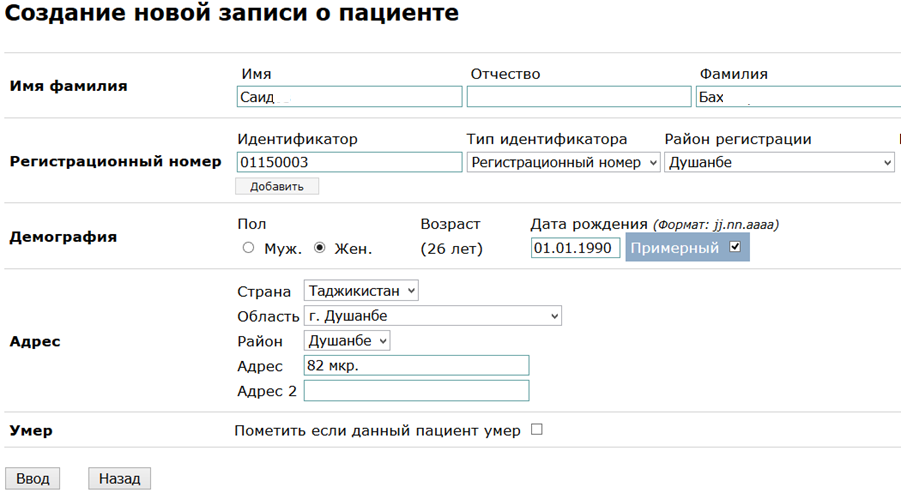 Создание новой записи о пациенте
Имя Отчество Фамилия
Имя фамилия
Саид Бах
Идентификатор Тип идентификатора Район регистрации
Регистрационный номер 01150003 Регистрационный номер Душанбе
Добавить
Пол Возраст Дата рождения (Формат: jj.nn.aaaa)
Демография
Муж. Жен. (26 лет) 01.01.1990 Примерный
Страна Таджикистан
Область г. Душанбе
Адрес Район Душанбе
Адрес 82 мкр.
Адрес 2
Умер Пометить если данный пациент умер
Ввод Назад